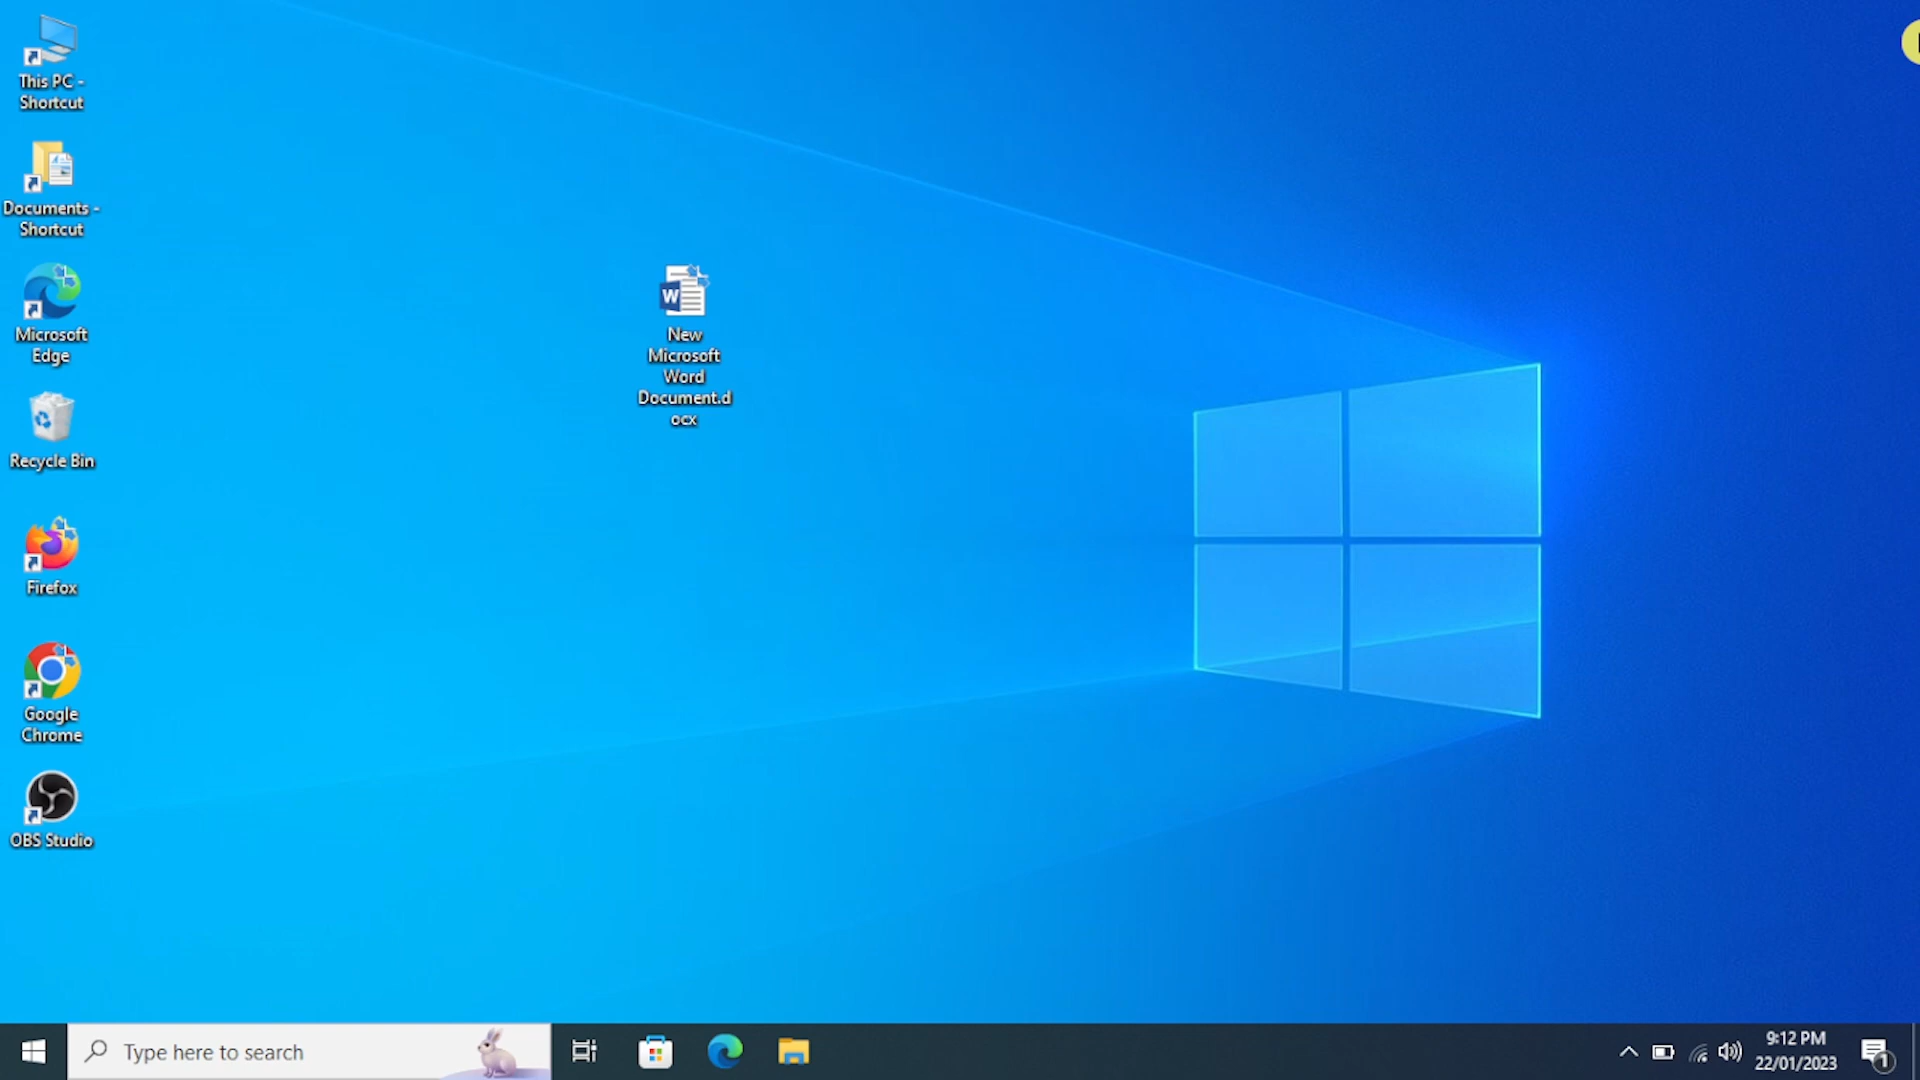 This PC -
Shortcut
Documents -
Shortcut
Microsoft
Edge
Recycle Bin
Firefox
Google
Chrome
OBS Studio
W
New
Microsoft
Word
Document.d
ocx
Type here to search
9:12 PM
22/01/2023
1